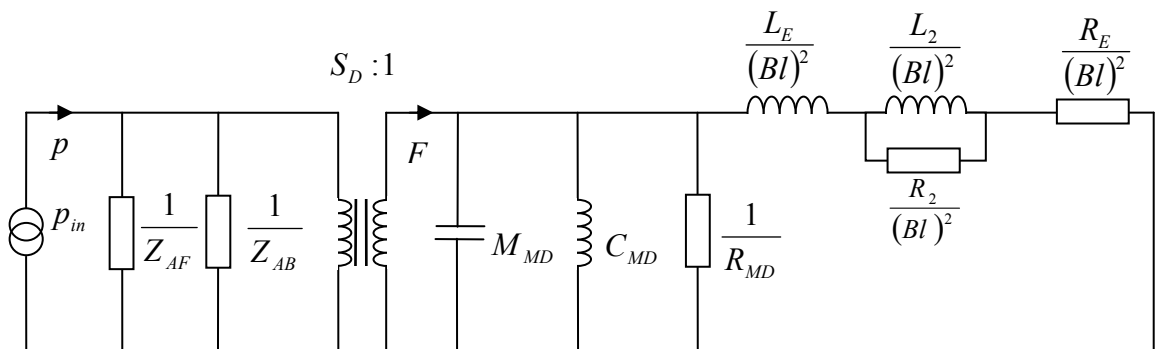 S_D : 1
p
p_in
1/Z_AF
1/Z_AB
F
M_MD
C_MD
1/R_MD
L_E/(Bl)^2
L_2/(Bl)^2
R_2/(Bl)^2
R_E/(Bl)^2